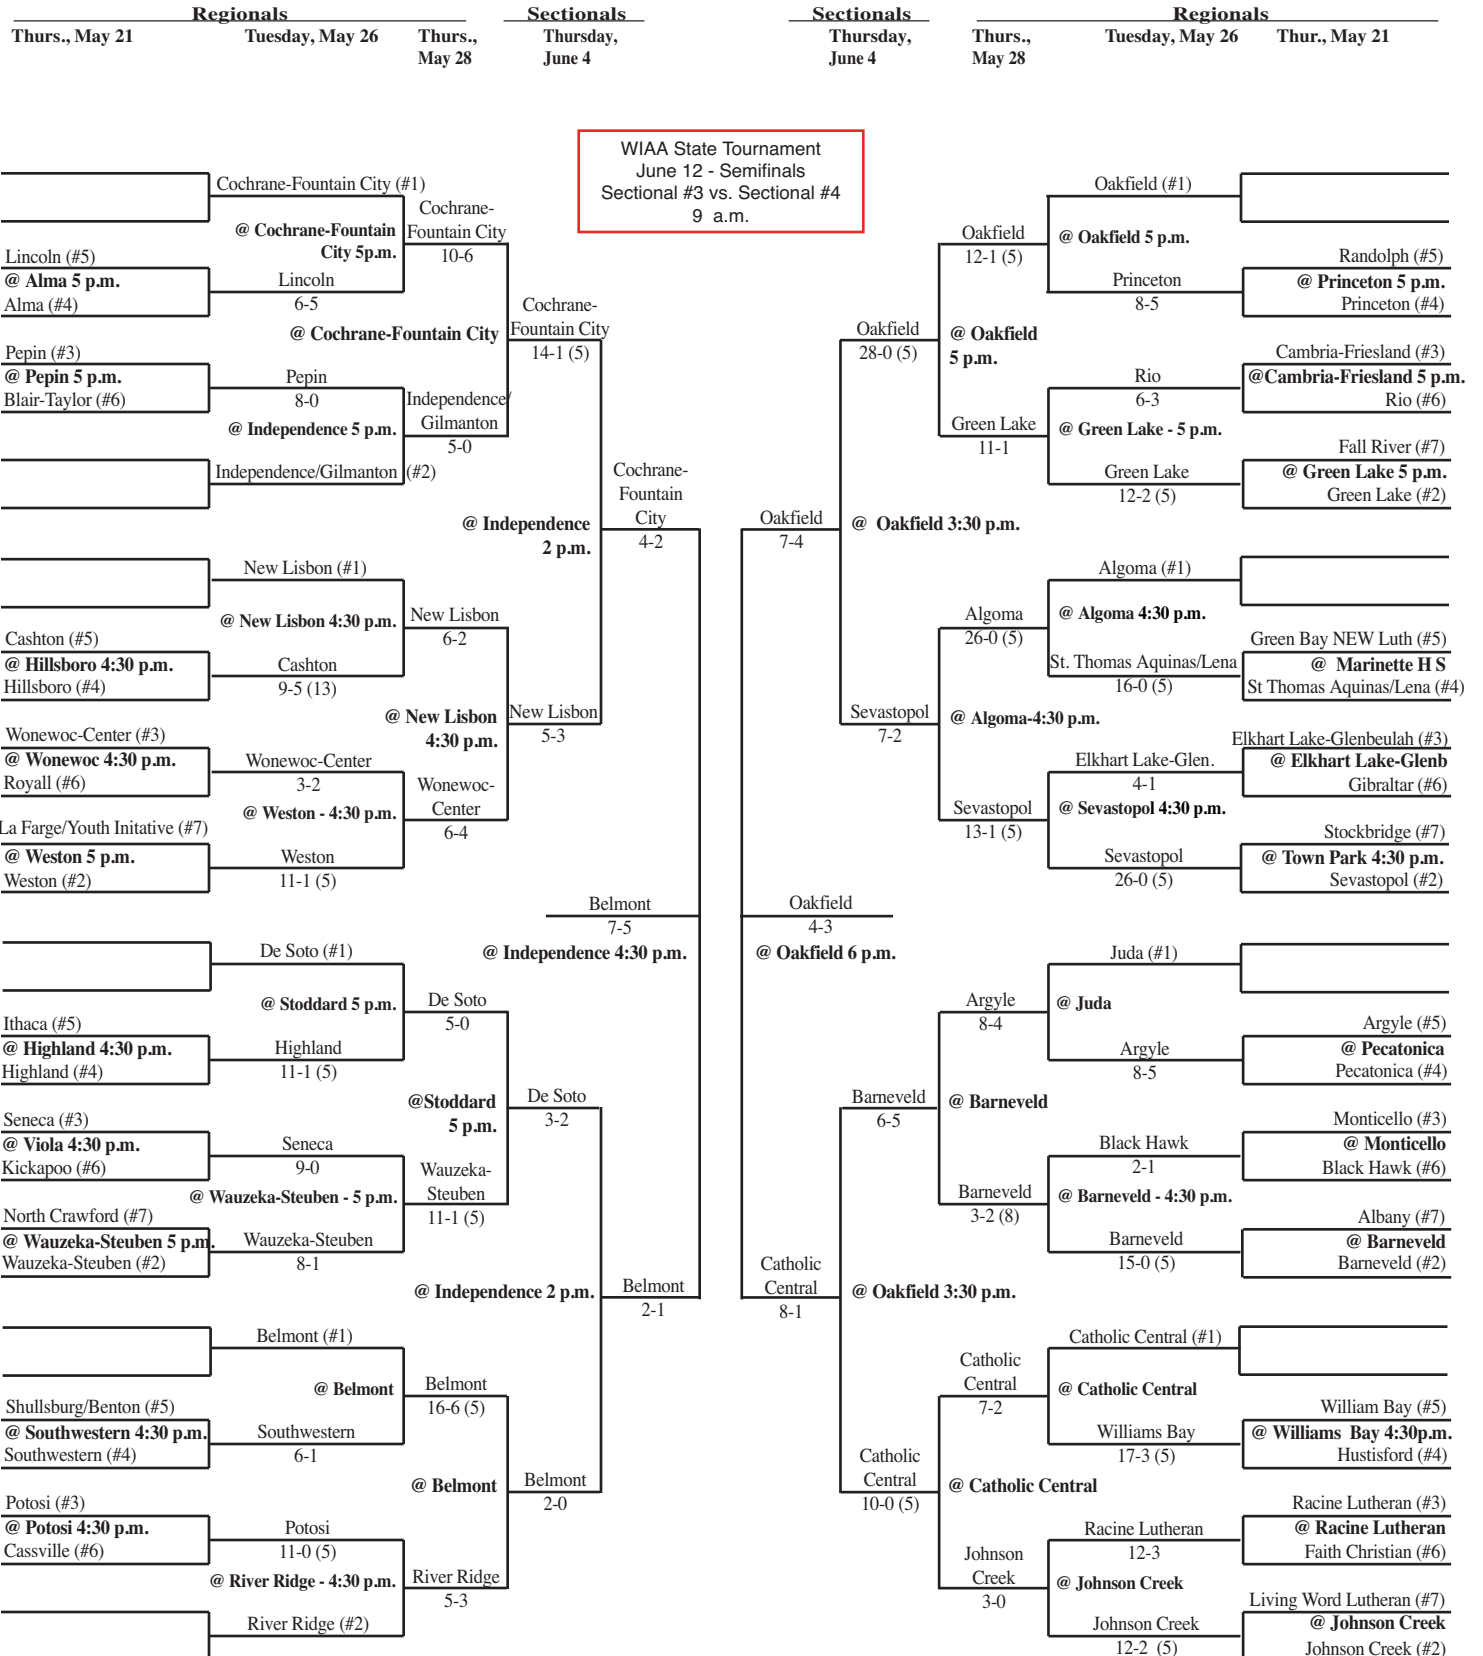 Regionals
Sectionals
Sectionals
Regionals
Thurs., May 21
Tuesday, May 26
Thurs.,
May 28
Thursday,
June 4
Thursday,
June 4
Thurs.,
May 28
Tuesday, May 26
Thur., May 21
WIAA State Tournament
June 12 - Semifinals
Sectional #3 vs. Sectional #4
9 a.m.
Lincoln (#5)
@ Alma 5 p.m.
Alma (#4)
Pepin (#3)
@ Pepin 5 p.m.
Blair-Taylor (#6)
Cashton (#5)
@ Hillsboro 4:30 p.m.
Hillsboro (#4)
Wonewoc-Center (#3)
@ Wonewoc 4:30 p.m.
Royall (#6)
La Farge/Youth Initative (#7)
@ Weston 5 p.m.
Weston (#2)
Ithaca (#5)
@ Highland 4:30 p.m.
Highland (#4)
Seneca (#3)
@ Viola 4:30 p.m.
Kickapoo (#6)
North Crawford (#7)
@ Wauzeka-Steuben 5 p.m.
Wauzeka-Steuben (#2)
Shullsburg/Benton (#5)
@ Southwestern 4:30 p.m.
Southwestern (#4)
Potosi (#3)
@ Potosi 4:30 p.m.
Cassville (#6)
Cochrane-Fountain City (#1)
@ Cochrane-Fountain
City 5p.m.
Lincoln
6-5
@ Cochrane-Fountain City
Pepin
8-0
@ Independence 5 p.m.
Independence/Gilmanton (#2)
New Lisbon (#1)
@ New Lisbon 4:30 p.m.
Cashton
9-5 (13)
@ New Lisbon
4:30 p.m.
Wonewoc-Center
3-2
@ Weston - 4:30 p.m.
Weston
11-1 (5)
De Soto (#1)
@ Stoddard 5 p.m.
Highland
11-1 (5)
@Stoddard
5 p.m.
Seneca
9-0
@ Wauzeka-Steuben - 5 p.m.
Wauzeka-Steuben
8-1
Belmont (#1)
@ Belmont
Southwestern
6-1
@ Belmont
Potosi
11-0 (5)
@ River Ridge - 4:30 p.m.
River Ridge (#2)
Cochrane-
Fountain City
10-6
Independence/
Gilmanton
5-0
New Lisbon
6-2
Wonewoc-
Center
6-4
De Soto
5-0
Wauzeka-
Steuben
11-1 (5)
Belmont
16-6 (5)
River Ridge
5-3
Cochrane-
Fountain City
14-1 (5)
@ Independence
2 p.m.
New Lisbon
5-3
De Soto
3-2
@ Independence 2 p.m.
Belmont
2-0
Cochrane-
Fountain
City
4-2
Belmont
7-5
@ Independence 4:30 p.m.
Belmont
2-1
Oakfield
7-4
Oakfield
4-3
@ Oakfield 6 p.m.
Catholic
Central
8-1
Oakfield
28-0 (5)
@ Oakfield 3:30 p.m.
Sevastopol
7-2
Barneveld
6-5
@ Oakfield 3:30 p.m.
Catholic
Central
10-0 (5)
Oakfield
12-1 (5)
@ Oakfield
5 p.m.
Green Lake
11-1
Algoma
26-0 (5)
@ Algoma-4:30 p.m.
Sevastopol
13-1 (5)
Argyle
8-4
@ Barneveld
Barneveld
3-2 (8)
Catholic
Central
7-2
@ Catholic Central
Johnson
Creek
3-0
Oakfield (#1)
@ Oakfield 5 p.m.
Princeton
8-5
Rio
6-3
@ Green Lake - 5 p.m.
Green Lake
12-2 (5)
Algoma (#1)
@ Algoma 4:30 p.m.
St. Thomas Aquinas/Lena
16-0 (5)
Elkhart Lake-Glen.
4-1
@ Sevastopol 4:30 p.m.
Sevastopol
26-0 (5)
Juda (#1)
@ Juda
Argyle
8-5
Black Hawk
2-1
@ Barneveld - 4:30 p.m.
Barneveld
15-0 (5)
Catholic Central (#1)
@ Catholic Central
Williams Bay
17-3 (5)
Racine Lutheran
12-3
@ Johnson Creek
Johnson Creek
12-2 (5)
Randolph (#5)
@ Princeton 5 p.m.
Princeton (#4)
Cambria-Friesland (#3)
@Cambria-Friesland 5 p.m.
Rio (#6)
Fall River (#7)
@ Green Lake 5 p.m.
Green Lake (#2)
Green Bay NEW Luth (#5)
@ Marinette H S
St Thomas Aquinas/Lena (#4)
Elkhart Lake-Glenbeulah (#3)
@ Elkhart Lake-Glenb
Gibraltar (#6)
Stockbridge (#7)
@ Town Park 4:30 p.m.
Sevastopol (#2)
Argyle (#5)
@ Pecatonica
Pecatonica (#4)
Monticello (#3)
@ Monticello
Black Hawk (#6)
Albany (#7)
@ Barneveld
Barneveld (#2)
William Bay (#5)
@ Williams Bay 4:30p.m.
Hustisford (#4)
Racine Lutheran (#3)
@ Racine Lutheran
Faith Christian (#6)
Living Word Lutheran (#7)
@ Johnson Creek
Johnson Creek (#2)